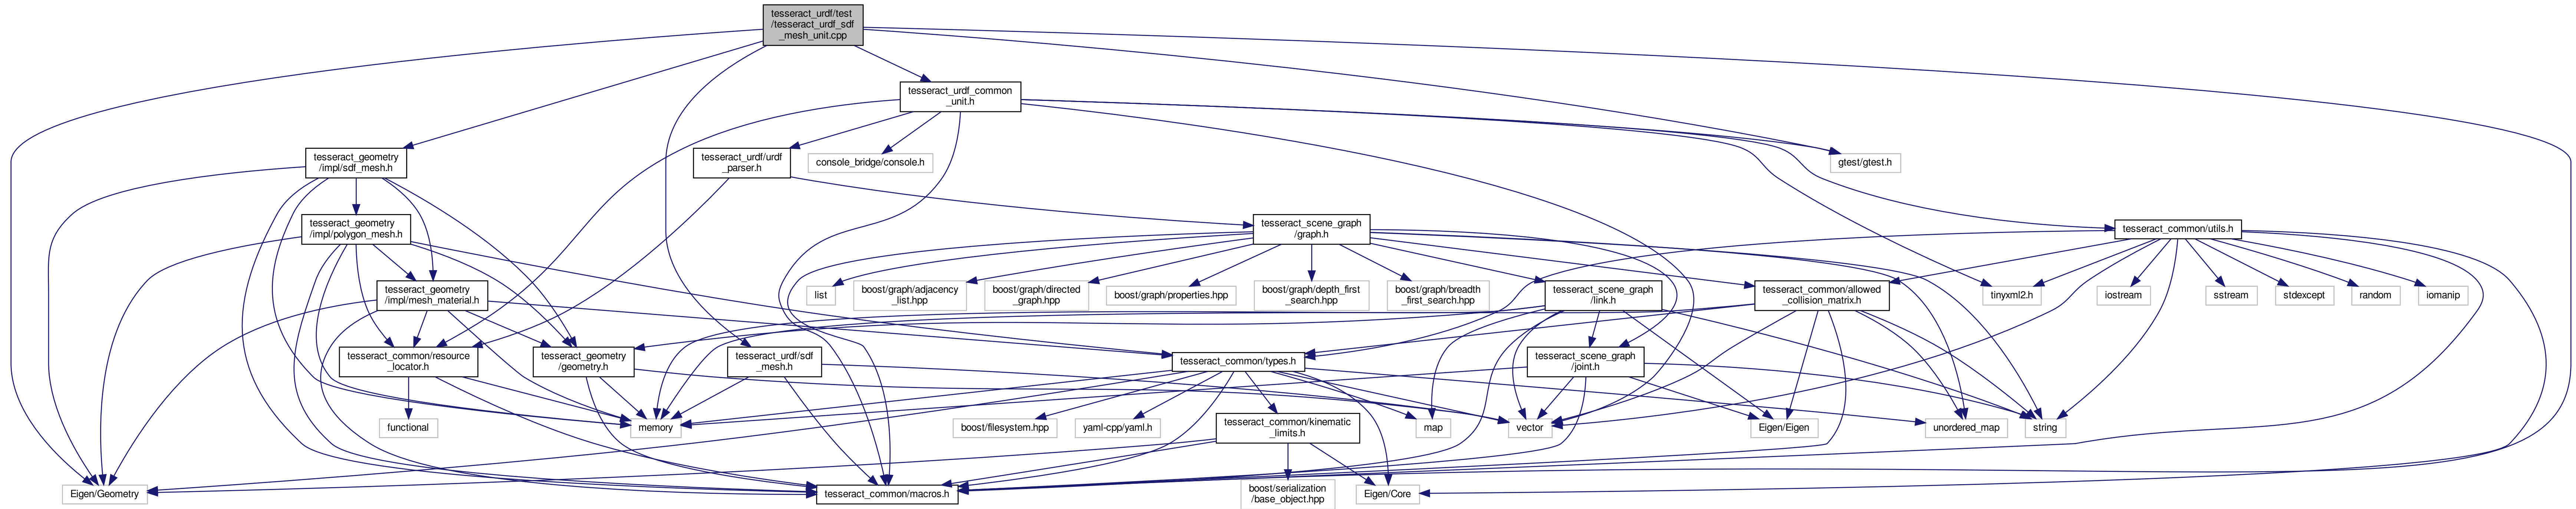 tesseract_urdf/test
/tesseract_urdf_sdf
_mesh_unit.cpp
tesseract_urdf_common
_unit.h
tesseract_geometry
/impl/sdf_mesh.h
tesseract_urdf/urdf
_parser.h
console_bridge/console.h
gtest/gtest.h
tesseract_geometry
/impl/polygon_mesh.h
tesseract_scene_graph
/graph.h
tesseract_common/utils.h
tesseract_geometry
/impl/mesh_material.h
list
boost/graph/adjacency
_list.hpp
boost/graph/directed
_graph.hpp
boost/graph/properties.hpp
boost/graph/depth_first
_search.hpp
boost/graph/breadth
_first_search.hpp
tesseract_scene_graph
/link.h
tesseract_common/allowed
_collision_matrix.h
tinyxml2.h
iostream
sstream
stdexcept
random
iomanip
tesseract_common/resource
_locator.h
tesseract_geometry
/geometry.h
tesseract_urdf/sdf
_mesh.h
tesseract_common/types.h
tesseract_scene_graph
/joint.h
functional
memory
boost/filesystem.hpp
yaml-cpp/yaml.h
tesseract_common/kinematic
_limits.h
map
vector
Eigen/Eigen
unordered_map
string
Eigen/Geometry
tesseract_common/macros.h
boost/serialization
/base_object.hpp
Eigen/Core